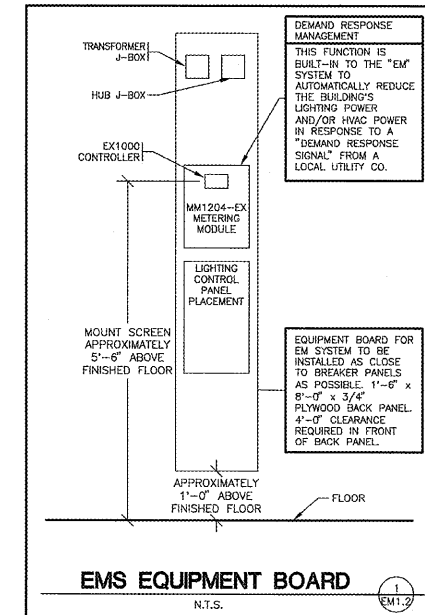 TRANSFORMER
J-BOX
HUB J-BOX
EX1000
CONTROLLER
MM1204-EX
METERING
MODULE
LIGHTING
CONTROL
PANEL
PLACEMENT
MOUNT SCREEN
APPROXIMATELY
5'-6" ABOVE
FINISHED FLOOR
APPROXIMATELY
1'-0" ABOVE
FINISHED FLOOR
FLOOR
DEMAND RESPONSE
MANAGEMENT
THIS FUNCTION IS
BUILT-IN TO THE "EM"
SYSTEM TO
AUTOMATICALLY REDUCE
THE BUILDING'S
LIGHTING POWER
AND/OR HVAC POWER
IN RESPONSE TO A
"DEMAND RESPONSE
SIGNAL" FROM A
LOCAL UTILITY CO.
EQUIPMENT BOARD FOR
EM SYSTEM TO BE
INSTALLED AS CLOSE
TO BREAKER PANELS
AS POSSIBLE. 1'-6" x
8'-0" x 3/4"
PLYWOOD BACK PANEL.
4'-0" CLEARANCE
REQUIRED IN FRONT
OF BACK PANEL.
EMS EQUIPMENT BOARD
N.T.S.
1
EM1.2